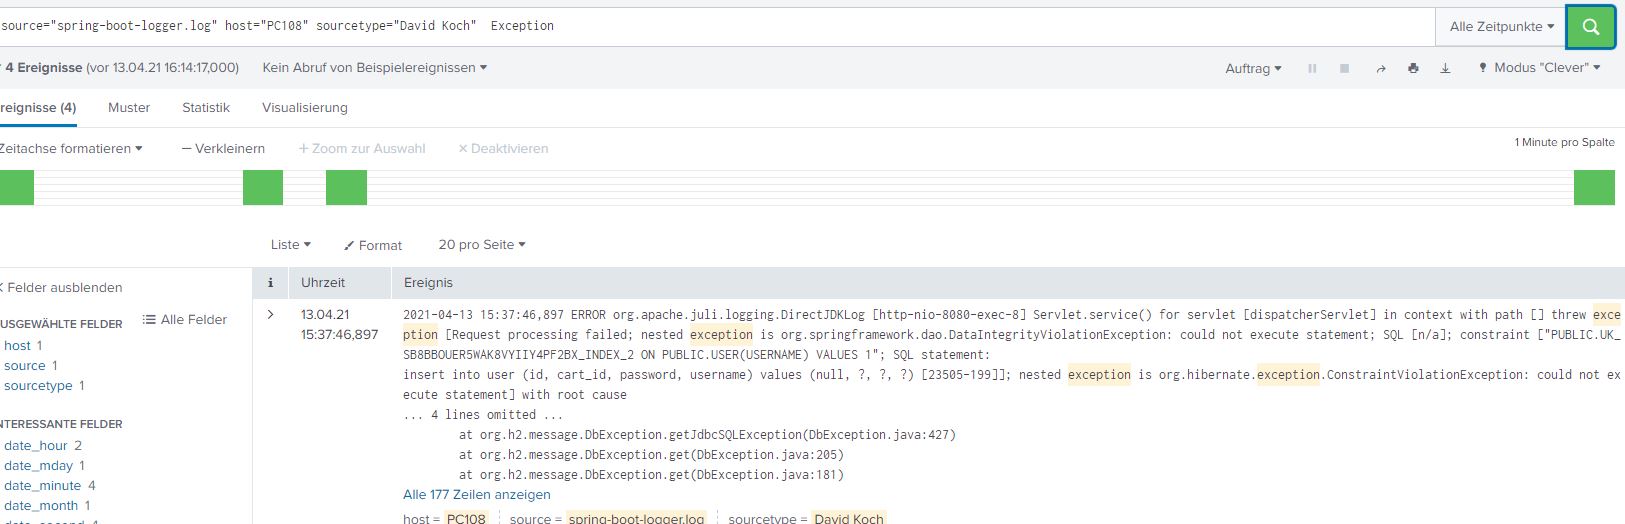 source="spring-boot-logger.log" host="PC108" sourcetype="David Koch" Exception
Alle Zeitpunkte
4 Ereignisse (vor 13.04.21 16:14:17,000) Kein Abruf von Beispielereignissen
Auftrag Modus "Clever"
reignisse (4) Muster Statistik Visualisierung
Zeitachse formatieren — Verkleinern + Zoom zur Auswahl × Deaktivieren
1 Minute pro Spalte
Liste Format 20 pro Seite
Felder ausblenden
i Uhrzeit Ereignis
Alle Felder
USGEWÄHLTE FELDER
host 1
source 1
sourcetype 1
NTERESSANTE FELDER
date_hour 2
date_mday 1
date_minute 4
date_month 1
date_second 4
13.04.21
15:37:46,897
2021-04-13 15:37:46,897 ERROR org.apache.juli.logging.DirectJDKLog [http-nio-8080-exec-8] Servlet.service() for servlet [dispatcherServlet] in context with path [] threw exce
ption [Request processing failed; nested exception is org.springframework.dao.DataIntegrityViolationException: could not execute statement; SQL [n/a]; constraint ["PUBLIC.UK_
SB8BBOUER5WAK8VYIIY4PF2BX_INDEX_2 ON PUBLIC.USER(USERNAME) VALUES 1"; SQL statement:
insert into user (id, cart_id, password, username) values (null, ?, ?, ?) [23505-199]]; nested exception is org.hibernate.exception.ConstraintViolationException: could not ex
ecute statement] with root cause
... 4 lines omitted ...
at org.h2.message.DbException.getJdbcSQLException(DbException.java:427)
at org.h2.message.DbException.get(DbException.java:205)
at org.h2.message.DbException.get(DbException.java:181)
Alle 177 Zeilen anzeigen
host = PC108 source = spring-boot-logger.log sourcetype = David Koch